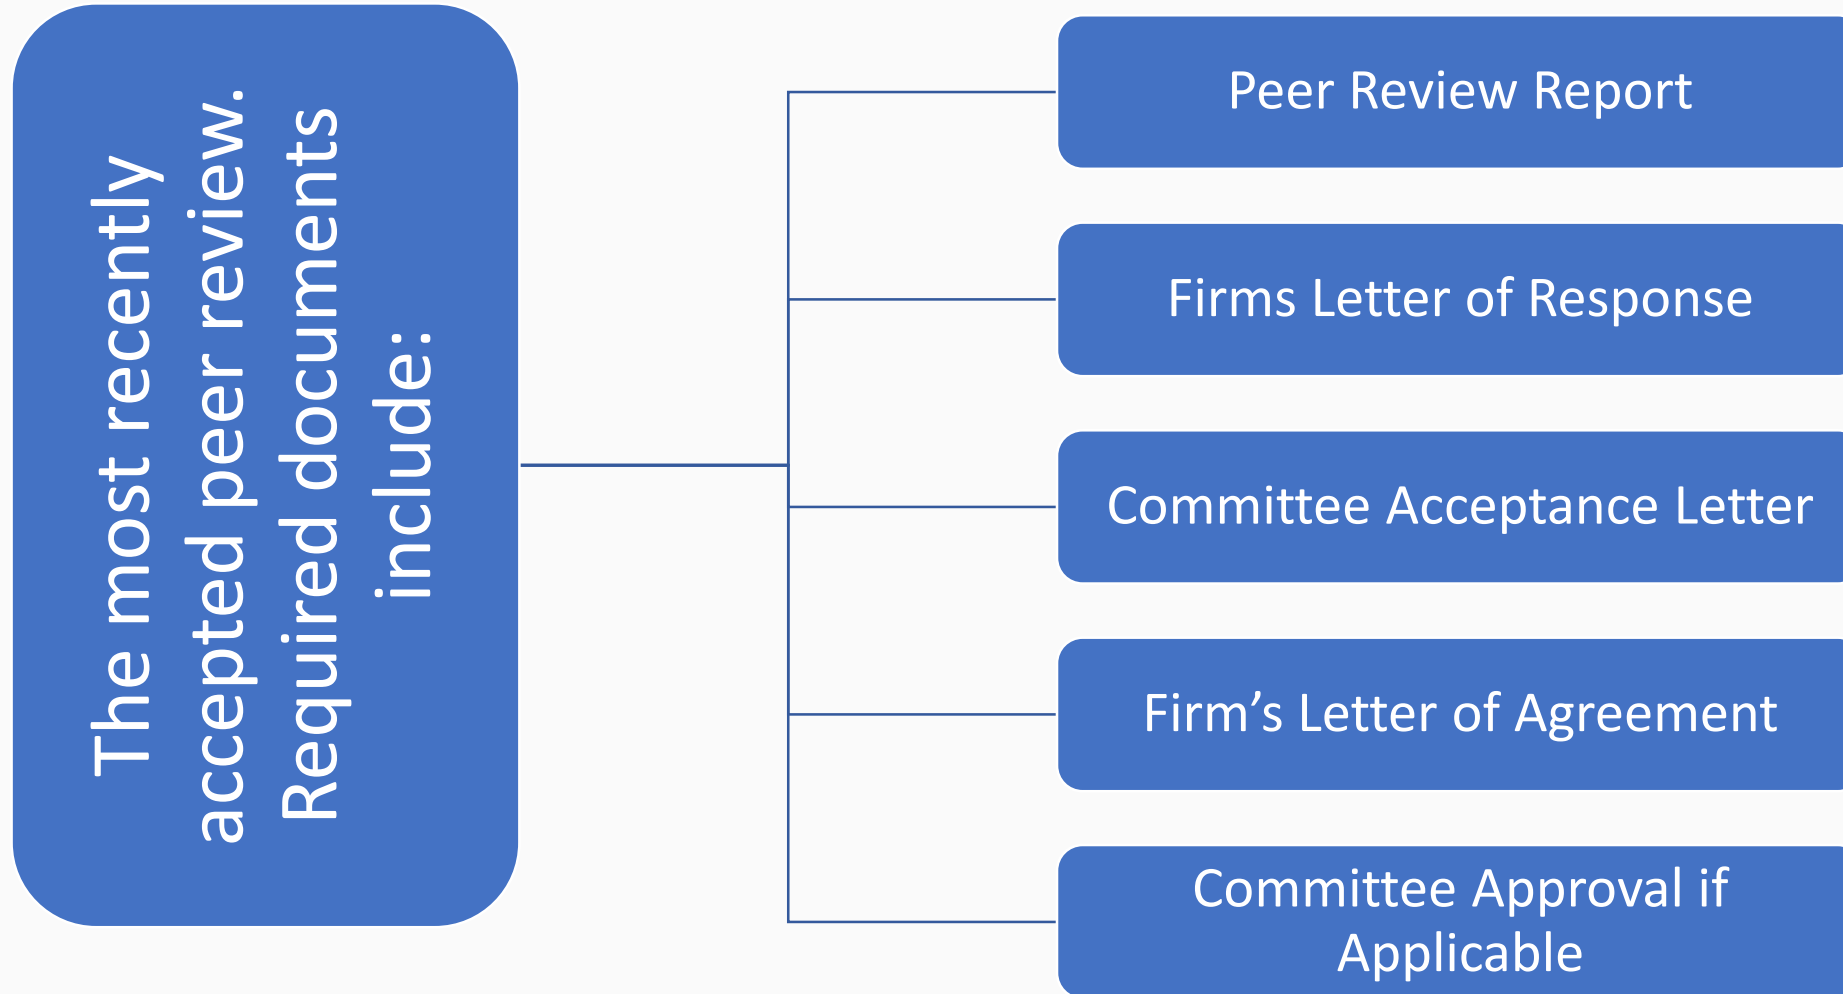 The most recently
accepted peer review.
Required documents
include:
Peer Review Report
Firms Letter of Response
Committee Acceptance Letter
Firm’s Letter of Agreement
Committee Approval if
Applicable